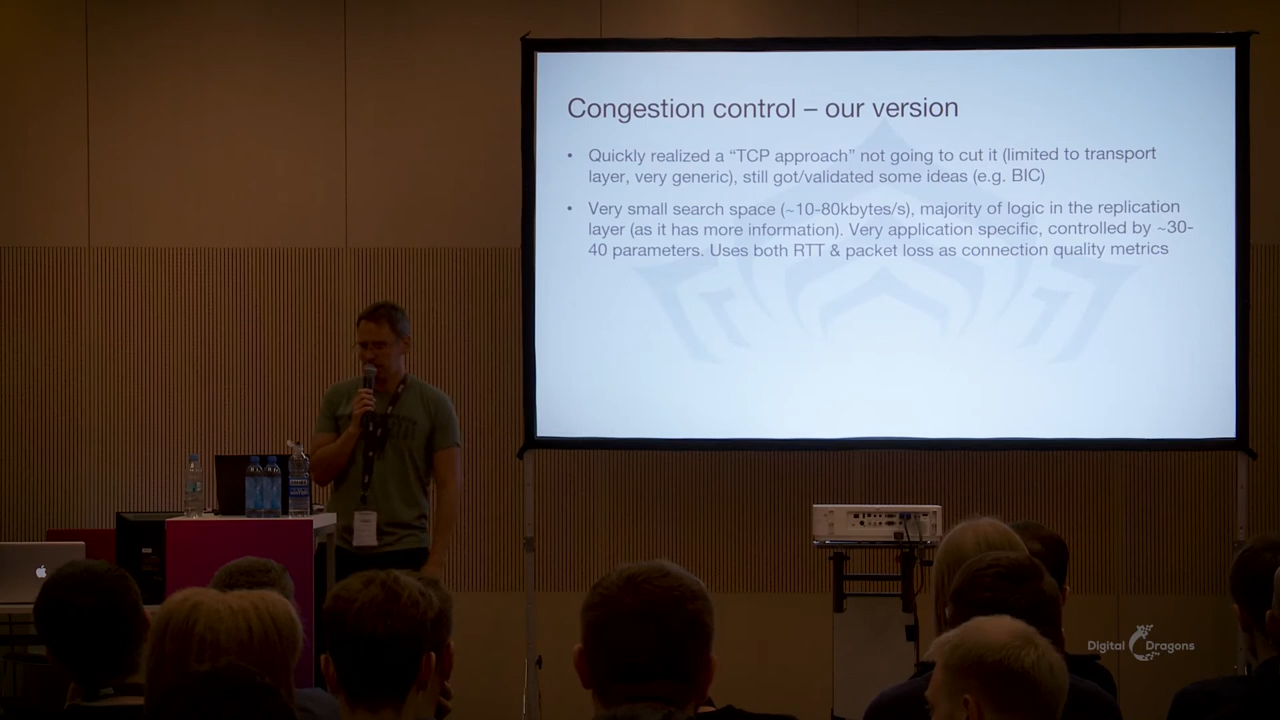 Congestion control – our version
• Quickly realized a “TCP approach” not going to cut it (limited to transport
layer, very generic), still got/validated some ideas (e.g. BIC)
• Very small search space (~10-80kbytes/s), majority of logic in the replication
layer (as it has more information). Very application specific, controlled by ~30-
40 parameters. Uses both RTT & packet loss as connection quality metrics
Digital Dragons